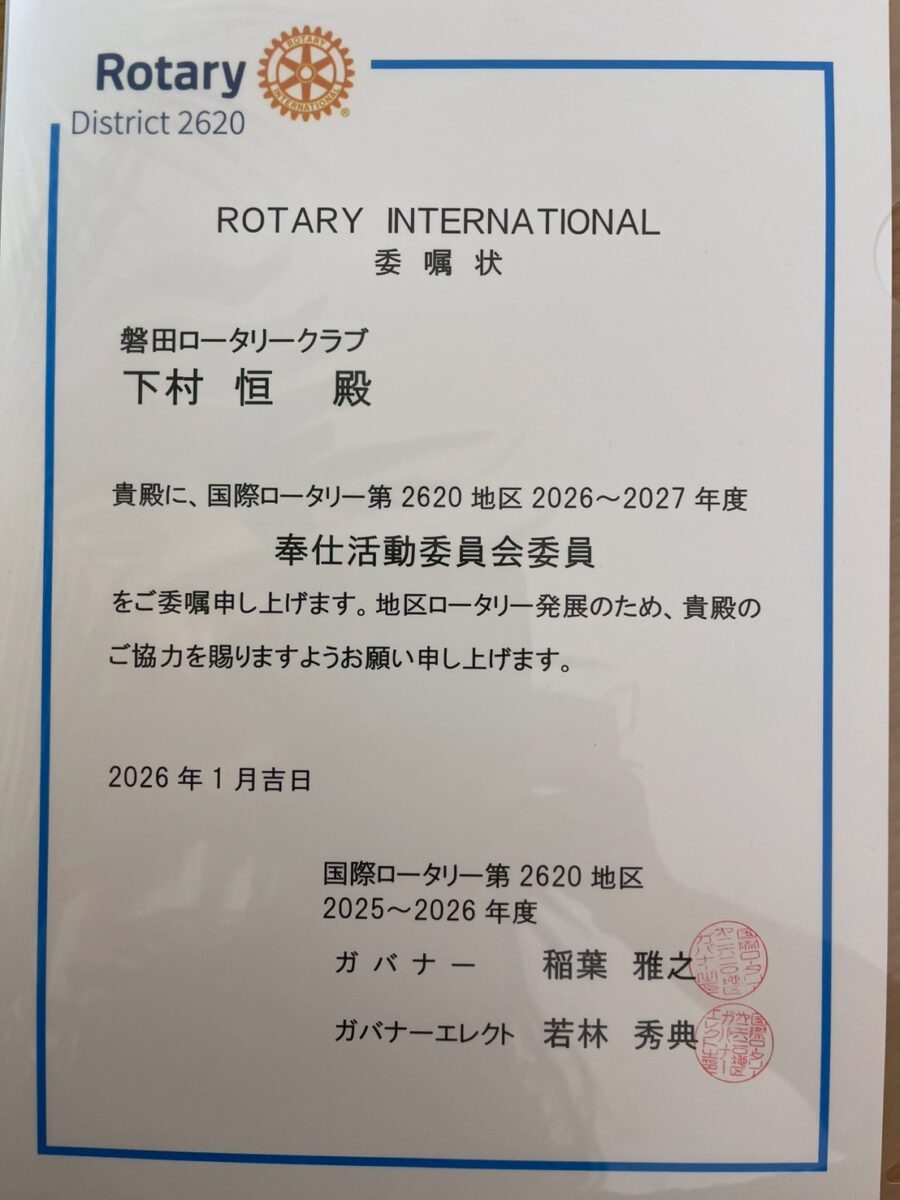 Rotary
District 2620
ROTARY INTERNATIONAL
ROTARY INTERNATIONAL
委嘱状
磐田ロータリークラブ
下村 恒 殿
貴殿に、国際ロータリー第 2620 地区 2026～2027 年度
奉仕活動委員会委員
をご委嘱申し上げます。地区ロータリー発展のため、貴殿の
ご協力を賜りますようお願い申し上げます。
2026 年 1 月吉日
国際ロータリー第 2620 地区
2025～2026 年度
ガバナー 稲葉 雅之
ガバナーエレクト 若林 秀典